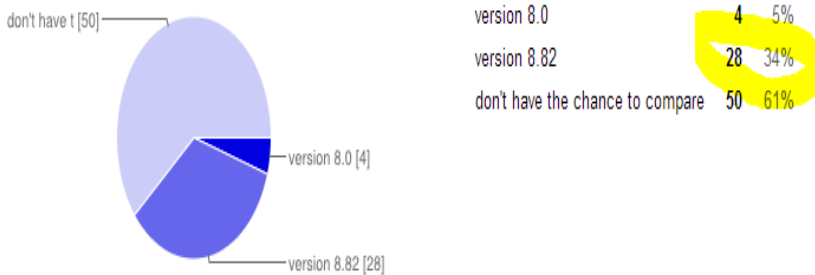 don't have t [50]
version 8.0 [4]
version 8.82 [28]
version 8.0 4 5%
version 8.82 28 34%
don't have the chance to compare 50 61%